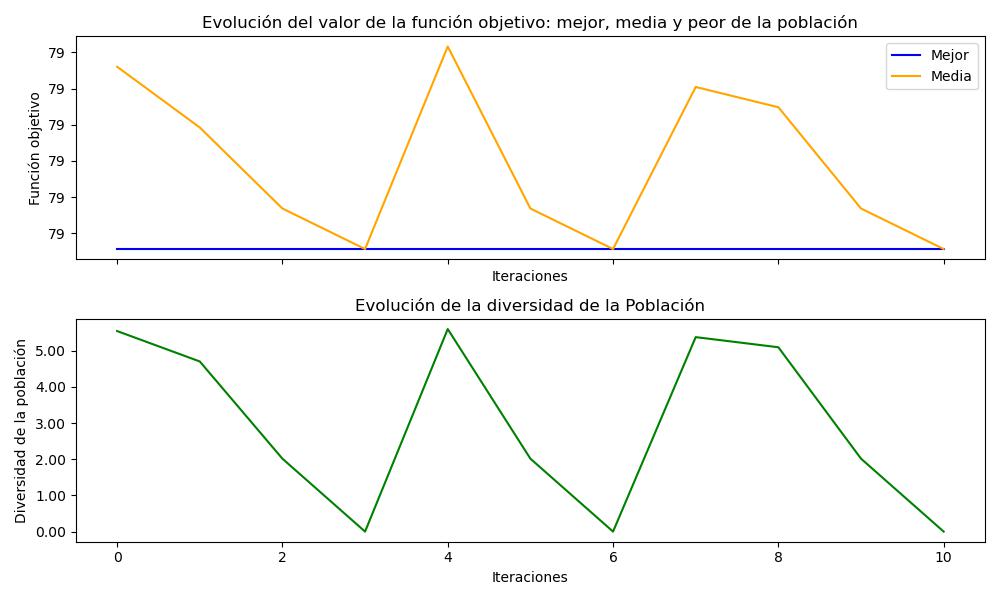 Evolución del valor de la función objetivo: mejor, media y peor de la población
79
79
79
79
79
79
Función objetivo
Mejor
Media
Iteraciones
Evolución de la diversidad de la Población
5.00
4.00
3.00
2.00
1.00
0.00
Diversidad de la población
0 2 4 6 8 10
Iteraciones